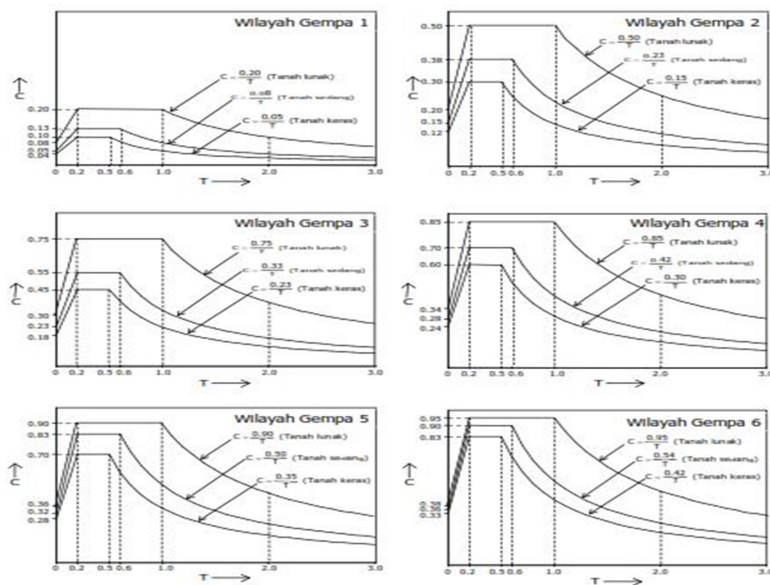 Wilayah Gempa 1
C = 0.20/T (Tanah lunak)
C = 0.08/T (Tanah sedang)
C = 0.05/T (Tanah keras)
C
0.20
0.13
0.10
0.08
0.05
0.04
0 0.2 0.5 0.6 1.0 2.0 3.0
T
Wilayah Gempa 2
C = 0.50/T (Tanah lunak)
C = 0.23/T (Tanah sedang)
C = 0.15/T (Tanah keras)
C
0.50
0.38
0.30
0.20
0.15
0.12
0 0.2 0.5 0.6 1.0 2.0 3.0
T
Wilayah Gempa 3
C = 0.75/T (Tanah lunak)
C = 0.33/T (Tanah sedang)
C = 0.23/T (Tanah keras)
C
0.75
0.55
0.45
0.30
0.23
0.18
0 0.2 0.5 0.6 1.0 2.0 3.0
T
Wilayah Gempa 4
C = 0.85/T (Tanah lunak)
C = 0.42/T (Tanah sedang)
C = 0.30/T (Tanah keras)
C
0.85
0.70
0.60
0.34
0.28
0.24
0 0.2 0.5 0.6 1.0 2.0 3.0
T
Wilayah Gempa 5
C = 0.90/T (Tanah lunak)
C = 0.50/T (Tanah sedang)
C = 0.35/T (Tanah keras)
C
0.90
0.83
0.70
0.36
0.32
0.28
0 0.2 0.5 0.6 1.0 2.0 3.0
T
Wilayah Gempa 6
C = 0.95/T (Tanah lunak)
C = 0.54/T (Tanah sedang)
C = 0.42/T (Tanah keras)
C
0.95
0.90
0.83
0.38
0.36
0.33
0 0.2 0.5 0.6 1.0 2.0 3.0
T